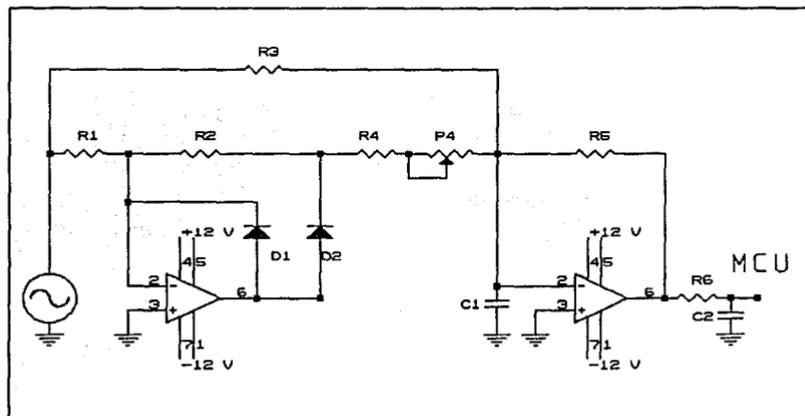 R3
R1 R2 R4 P4 R5
+12 V +12 V
4 5 4 5
D1 D2
MCU
2 6 2 6 R6
3 3
C1 C2
7 1 7 1
-12 V -12 V